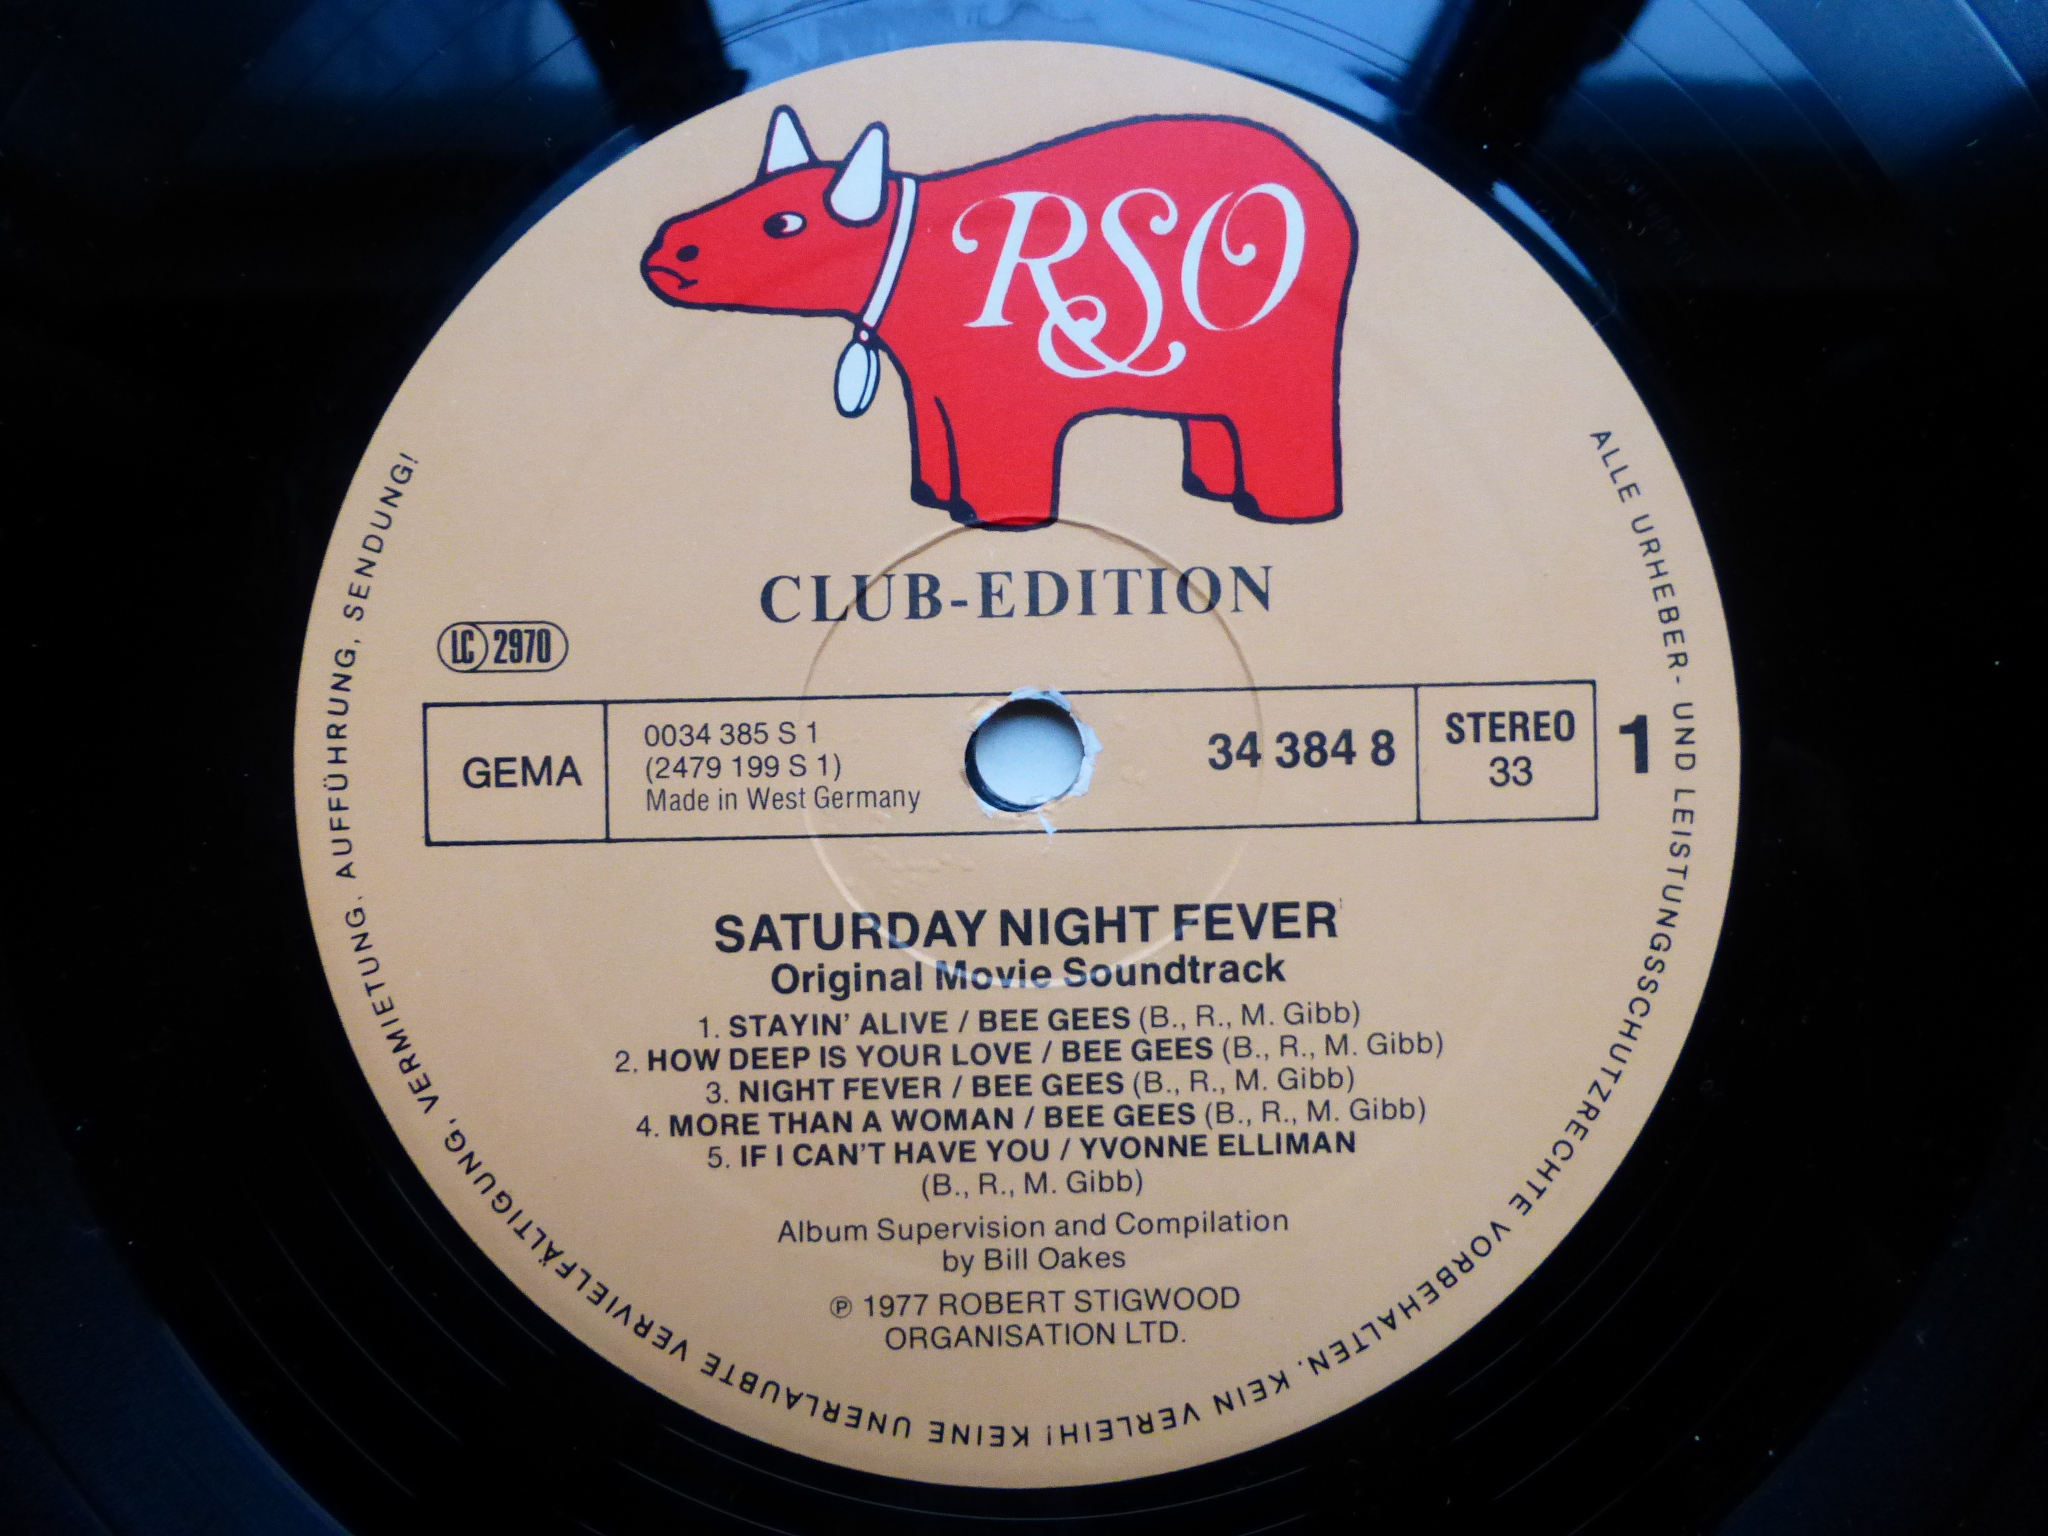 RSO
CLUB-EDITION
LC 2970
GEMA
0034 385 S 1
(2479 199 S 1)
Made in West Germany
34 384 8
STEREO
33
1
SATURDAY NIGHT FEVER
Original Movie Soundtrack
1. STAYIN' ALIVE / BEE GEES (B., R., M. Gibb)
2. HOW DEEP IS YOUR LOVE / BEE GEES (B., R., M. Gibb)
3. NIGHT FEVER / BEE GEES (B., R., M. Gibb)
4. MORE THAN A WOMAN / BEE GEES (B., R., M. Gibb)
5. IF I CAN'T HAVE YOU / YVONNE ELLIMAN
(B., R., M. Gibb)
Album Supervision and Compilation
by Bill Oakes
℗ 1977 ROBERT STIGWOOD
ORGANISATION LTD.
ALLE URHEBER- UND LEISTUNGSSCHUTZRECHTE VORBEHALTEN. KEIN VERLEIH! KEINE UNERLAUBTE VERVIELFÄLTIGUNG, VERMIETUNG, AUFFÜHRUNG, SENDUNG!